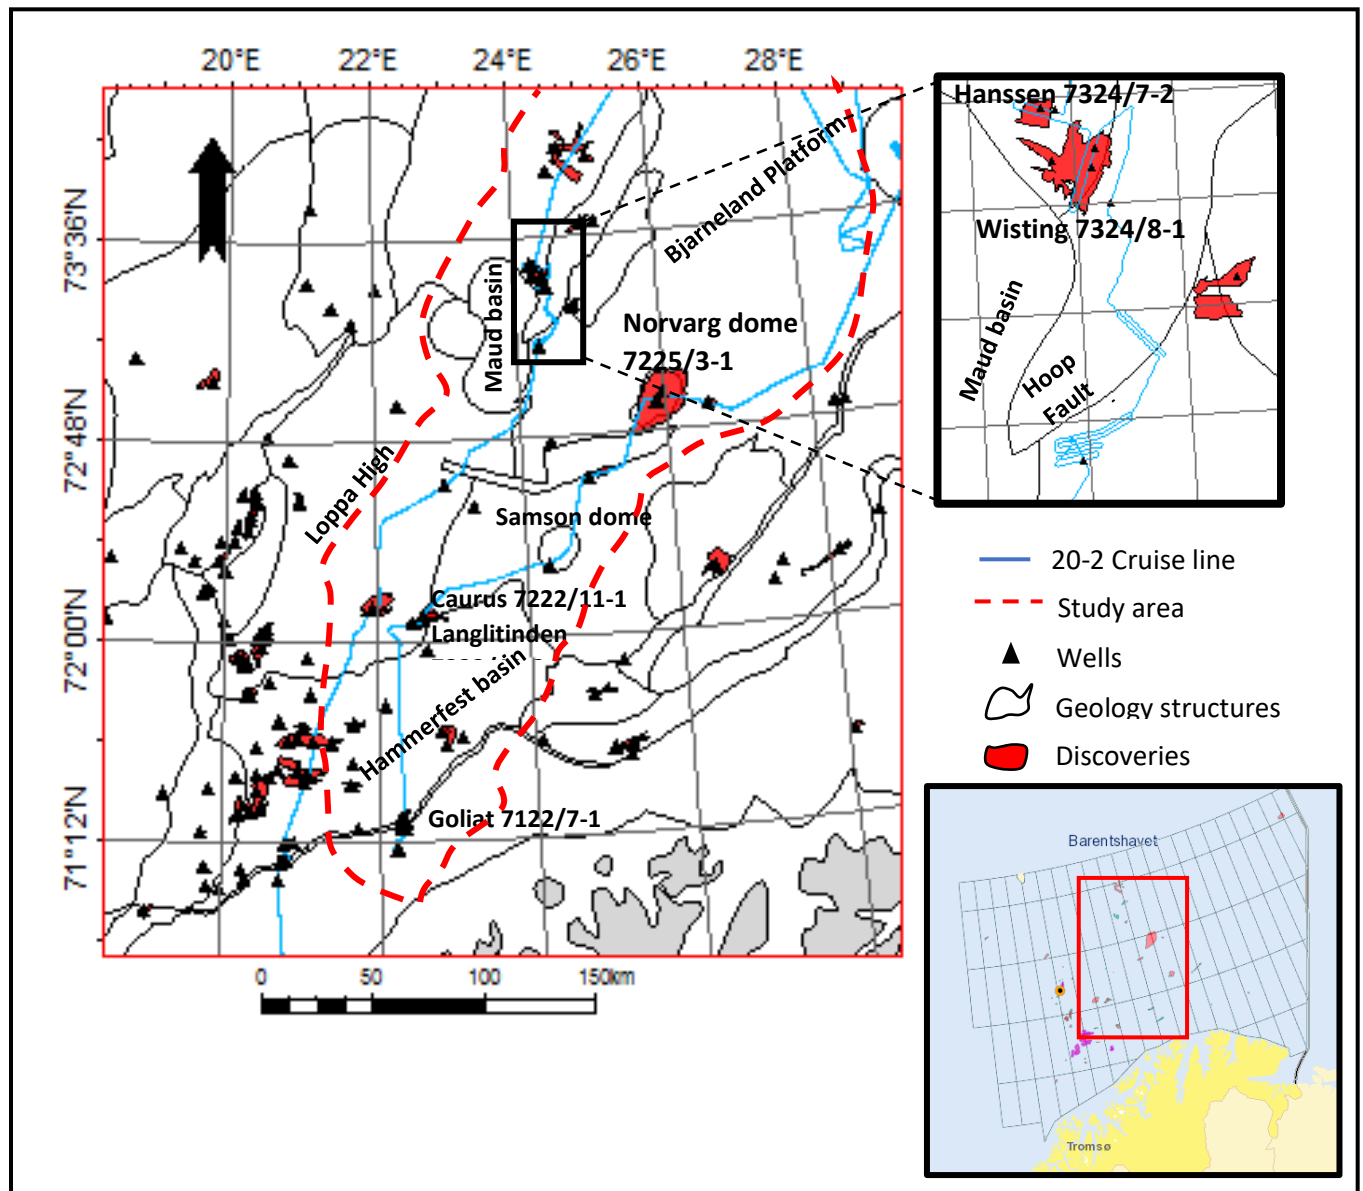 20°E 22°E 24°E 26°E 28°E
73°36'N
72°48'N
72°00'N
71°12'N
Bjarneland Platform
Maud basin
Norvarg dome
7225/3-1
Loppa High
Samson dome
Caurus 7222/11-1
Langlitinden
Hammerfest basin
Goliat 7122/7-1
0 50 100 150km
Hanssen 7324/7-2
Wisting 7324/8-1
Maud basin
Hoop
Fault
20-2 Cruise line
Study area
Wells
Geology structures
Discoveries
Barentshavet
Tromsø